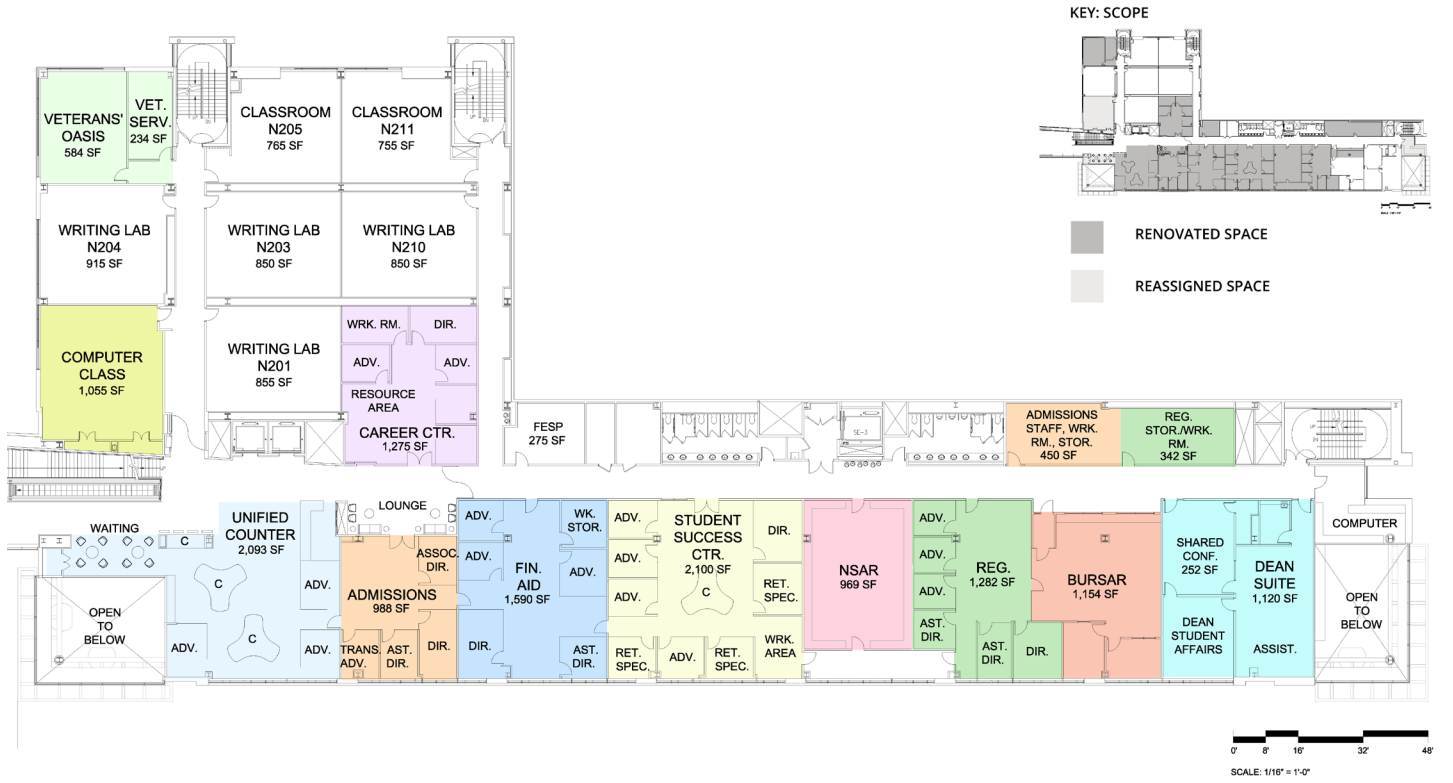 KEY: SCOPE
RENOVATED SPACE
REASSIGNED SPACE
VETERANS'
OASIS
584 SF
VET.
SERV.
234 SF
UP
DN
CLASSROOM
N205
765 SF
CLASSROOM
N211
755 SF
UP
DN
WRITING LAB
N204
915 SF
WRITING LAB
N203
850 SF
WRITING LAB
N210
850 SF
COMPUTER
CLASS
1,055 SF
WRITING LAB
N201
855 SF
WRK. RM.
DIR.
ADV.
ADV.
RESOURCE
AREA
CAREER CTR.
1,275 SF
FESP
275 SF
SE-3
ADMISSIONS
STAFF, WRK.
RM., STOR.
450 SF
REG.
STOR./WRK.
RM.
342 SF
UP
DN
WAITING
C
UNIFIED
COUNTER
2,093 SF
C
C
ADV.
ADV.
ADV.
OPEN
TO
BELOW
LOUNGE
ASSOC.
DIR.
ADMISSIONS
988 SF
TRANS.
ADV.
AST.
DIR.
DIR.
ADV.
WK.
STOR.
ADV.
ADV.
FIN.
AID
1,590 SF
DIR.
AST.
DIR.
ADV.
ADV.
ADV.
STUDENT
SUCCESS
CTR.
2,100 SF
C
DIR.
RET.
SPEC.
RET.
SPEC.
ADV.
RET.
SPEC.
WRK.
AREA
NSAR
969 SF
ADV.
ADV.
ADV.
AST.
DIR.
REG.
1,282 SF
AST.
DIR.
DIR.
BURSAR
1,154 SF
SHARED
CONF.
252 SF
DEAN
STUDENT
AFFAIRS
DEAN
SUITE
1,120 SF
ASSIST.
COMPUTER
OPEN
TO
BELOW
0' 8' 16' 32' 48'
SCALE: 1/16" = 1'-0"